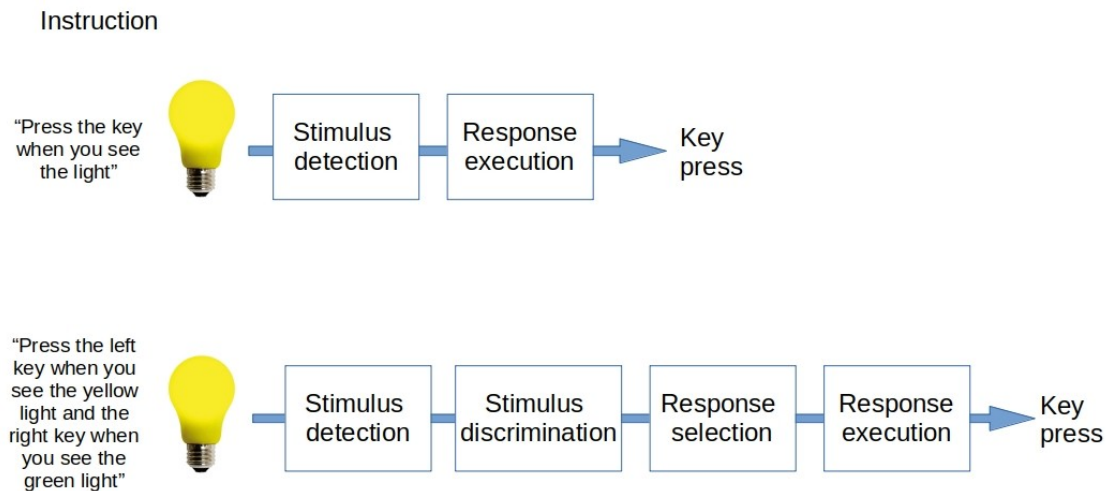 Instruction
“Press the key
when you see
the light”
Stimulus
detection
Response
execution
Key
press
“Press the left
key when you
see the yellow
light and the
right key when
you see the
green light”
Stimulus
detection
Stimulus
discrimination
Response
selection
Response
execution
Key
press